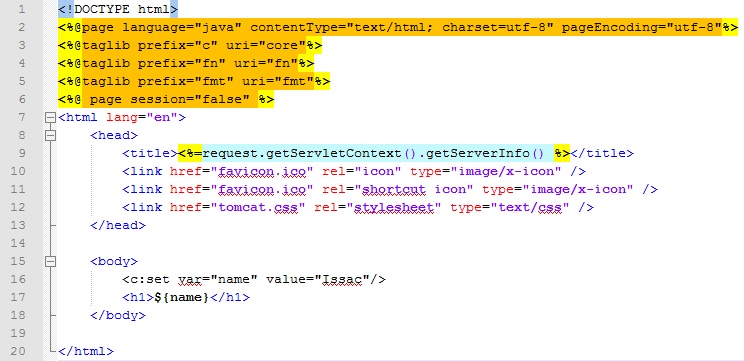 1 <!DOCTYPE html>
2 <%@page language="java" contentType="text/html; charset=utf-8" pageEncoding="utf-8"%>
3 <%@taglib prefix="c" uri="core"%>
4 <%@taglib prefix="fn" uri="fn"%>
5 <%@taglib prefix="fmt" uri="fmt"%>
6 <%@ page session="false" %>
7 <html lang="en">
8 <head>
9 <title><%=request.getServletContext().getServerInfo() %></title>
10 <link href="favicon.ico" rel="icon" type="image/x-icon" />
11 <link href="favicon.ico" rel="shortcut icon" type="image/x-icon" />
12 <link href="tomcat.css" rel="stylesheet" type="text/css" />
13 </head>
14
15 <body>
16 <c:set var="name" value="Issac"/>
17 <h1>${name}</h1>
18 </body>
19
20 </html>